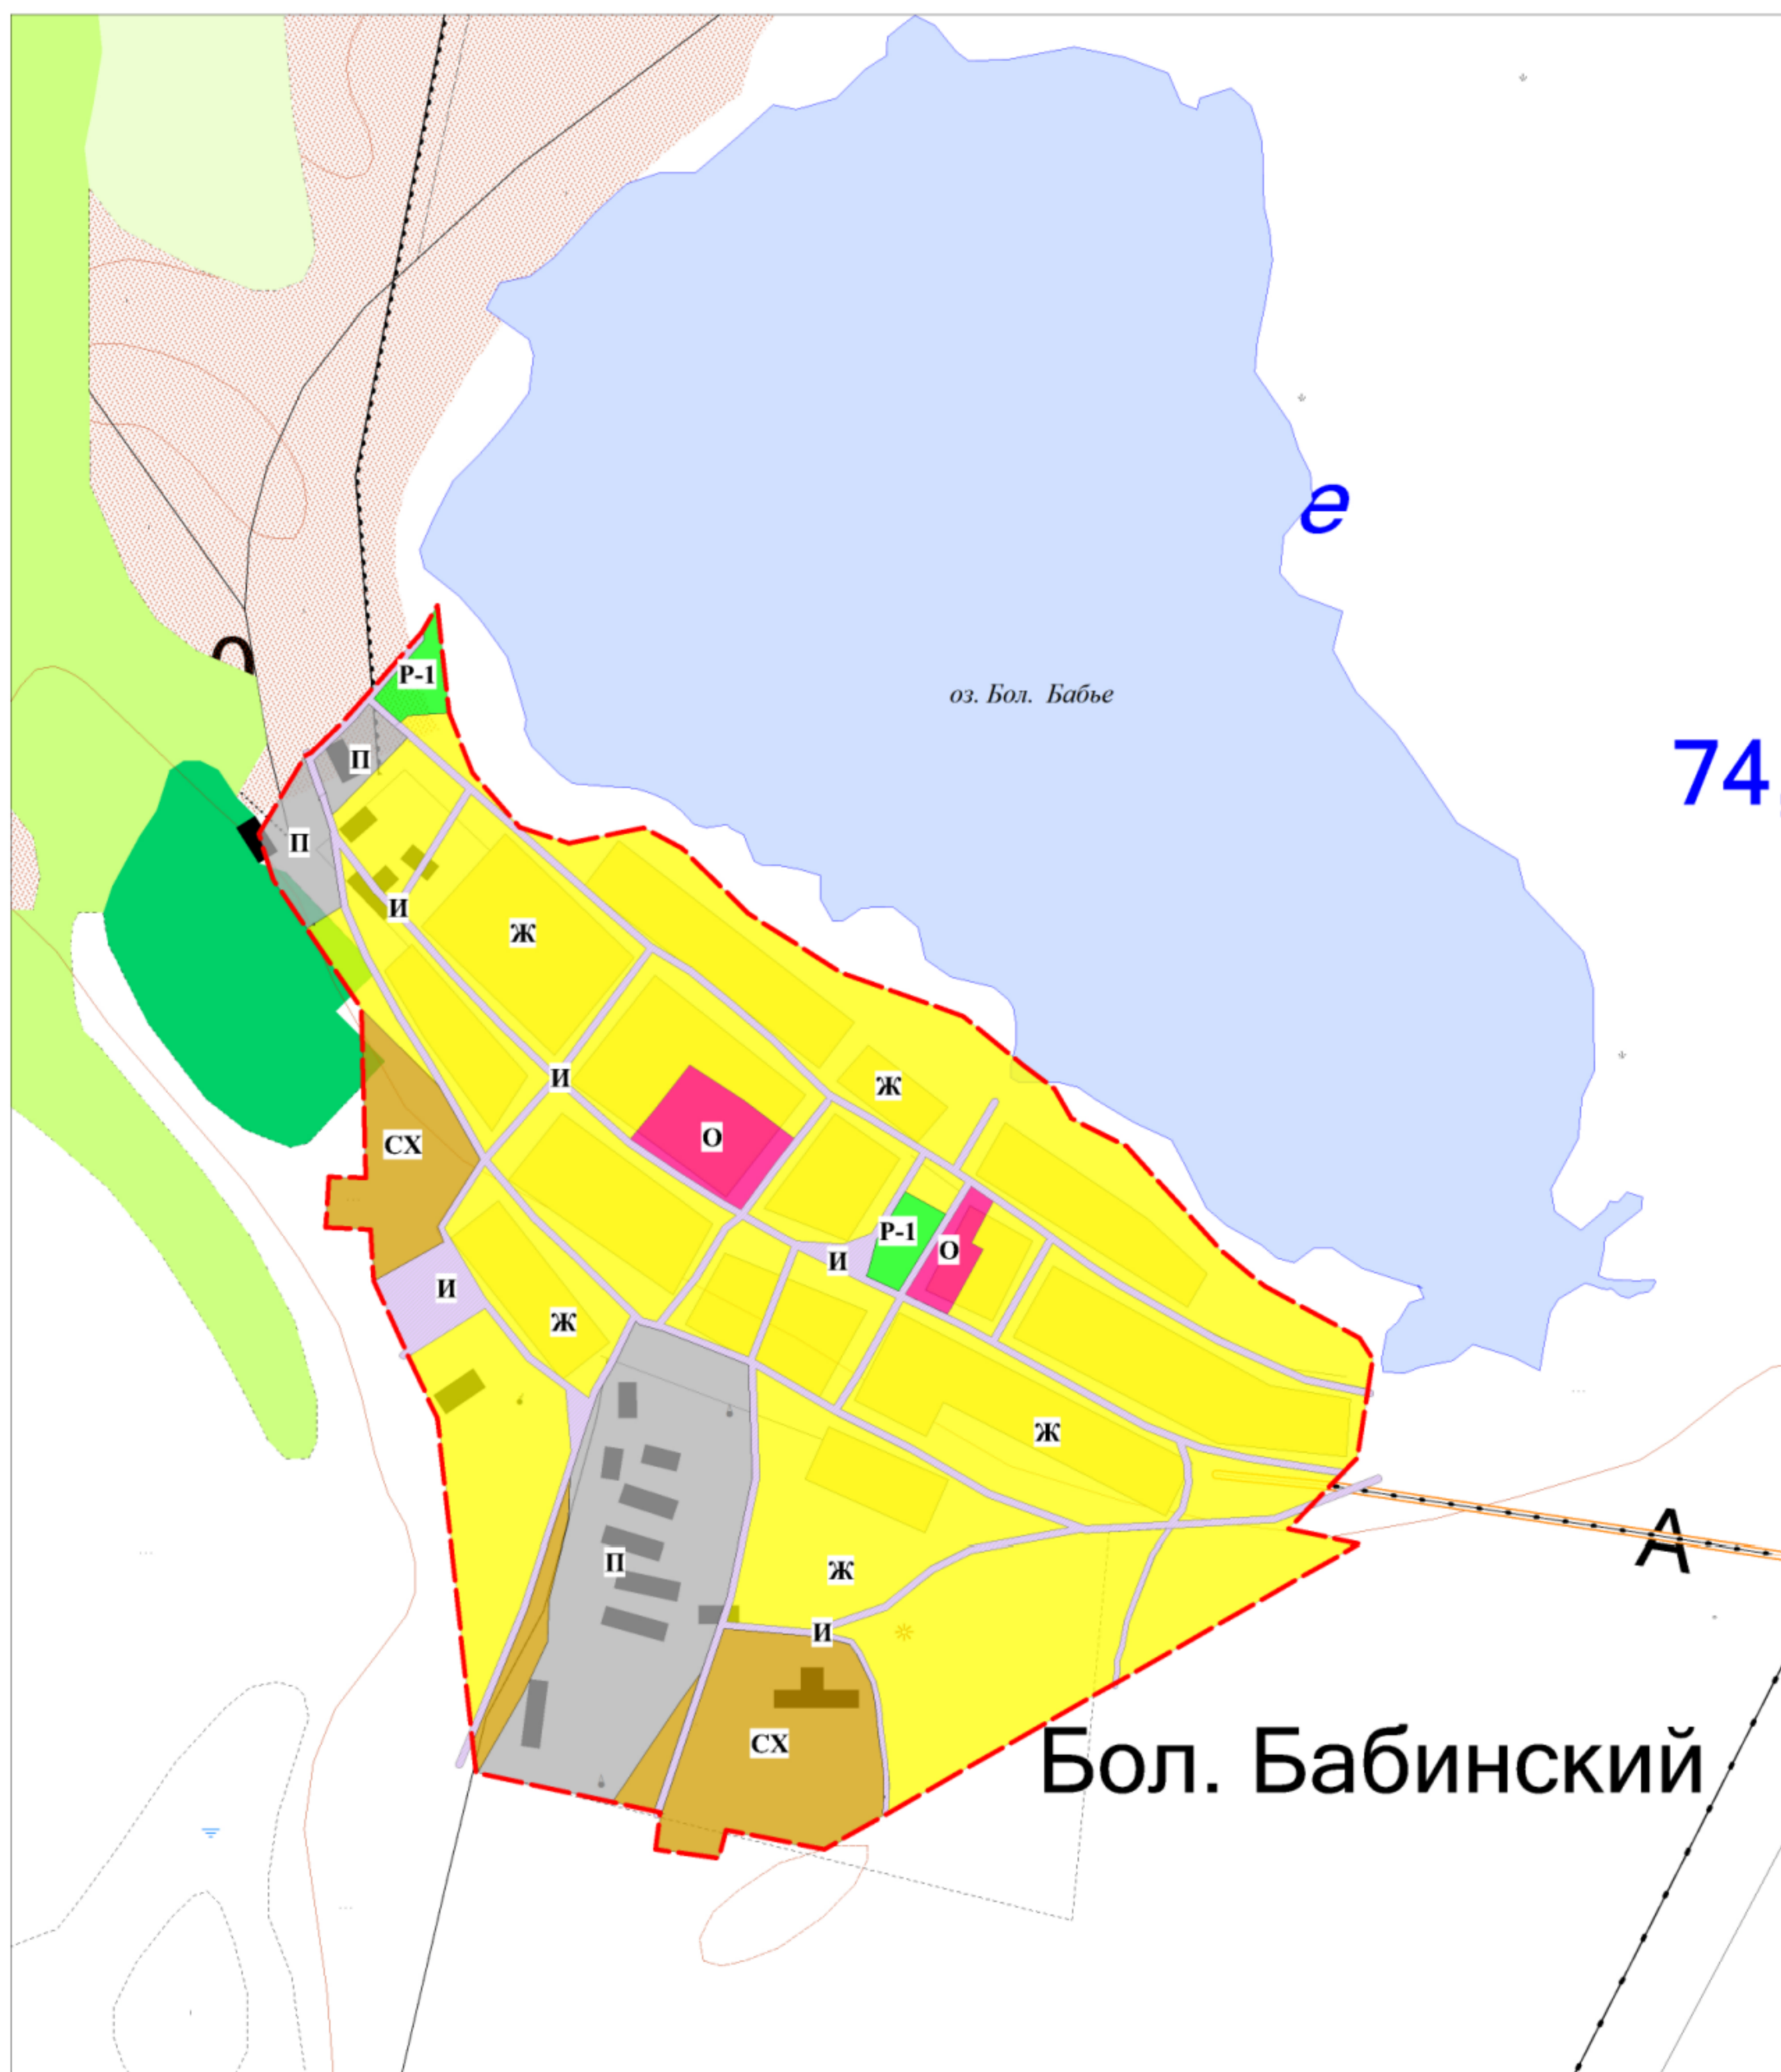 е
Р-1
оз. Бол. Бабье
П
74,
П
И
Ж
И
Ж
О
СХ
Р-1
О
И
И
Ж
Ж
А
П
Ж
И
СХ
Бол. Бабинский